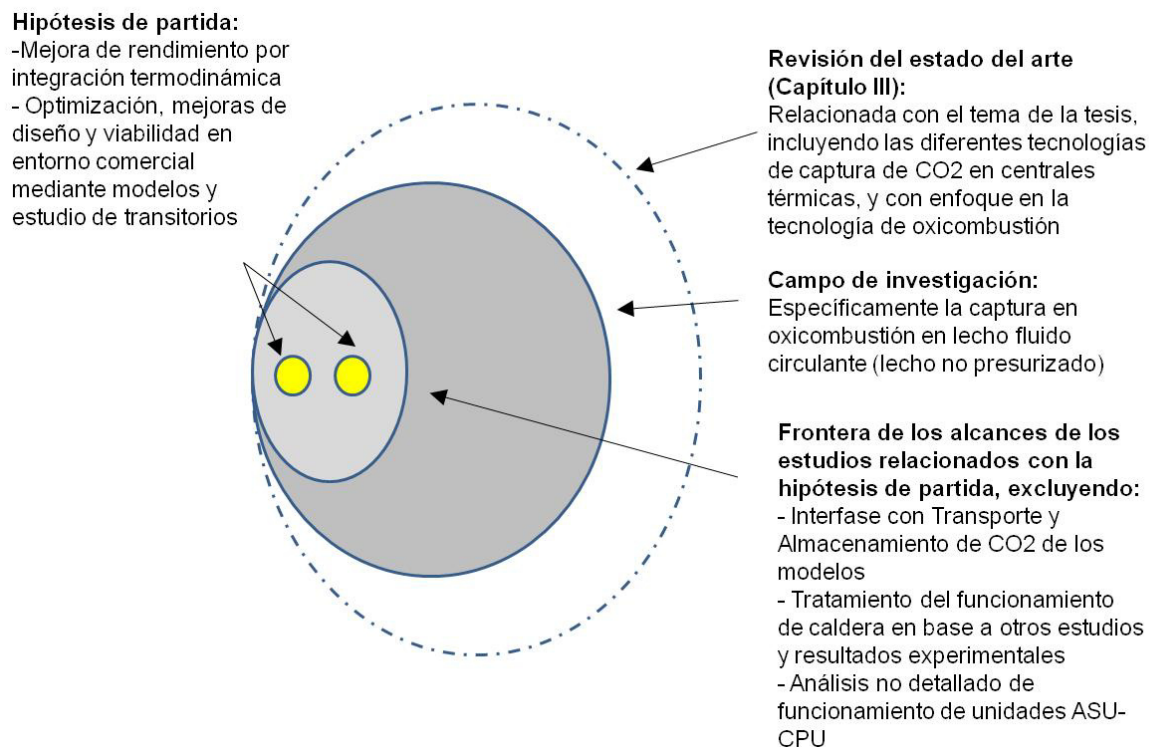 Hipótesis de partida:
-Mejora de rendimiento por
integración termodinámica
- Optimización, mejoras de
diseño y viabilidad en
entorno comercial
mediante modelos y
estudio de transitorios
Revisión del estado del arte
(Capítulo III):
Relacionada con el tema de la tesis,
incluyendo las diferentes tecnologías
de captura de CO2 en centrales
térmicas, y con enfoque en la
tecnología de oxicombustión
Campo de investigación:
Específicamente la captura en
oxicombustión en lecho fluido
circulante (lecho no presurizado)
Frontera de los alcances de los
estudios relacionados con la
hipótesis de partida, excluyendo:
- Interfase con Transporte y
Almacenamiento de CO2 de los
modelos
- Tratamiento del funcionamiento
de caldera en base a otros estudios
y resultados experimentales
- Análisis no detallado de
funcionamiento de unidades ASU-
CPU